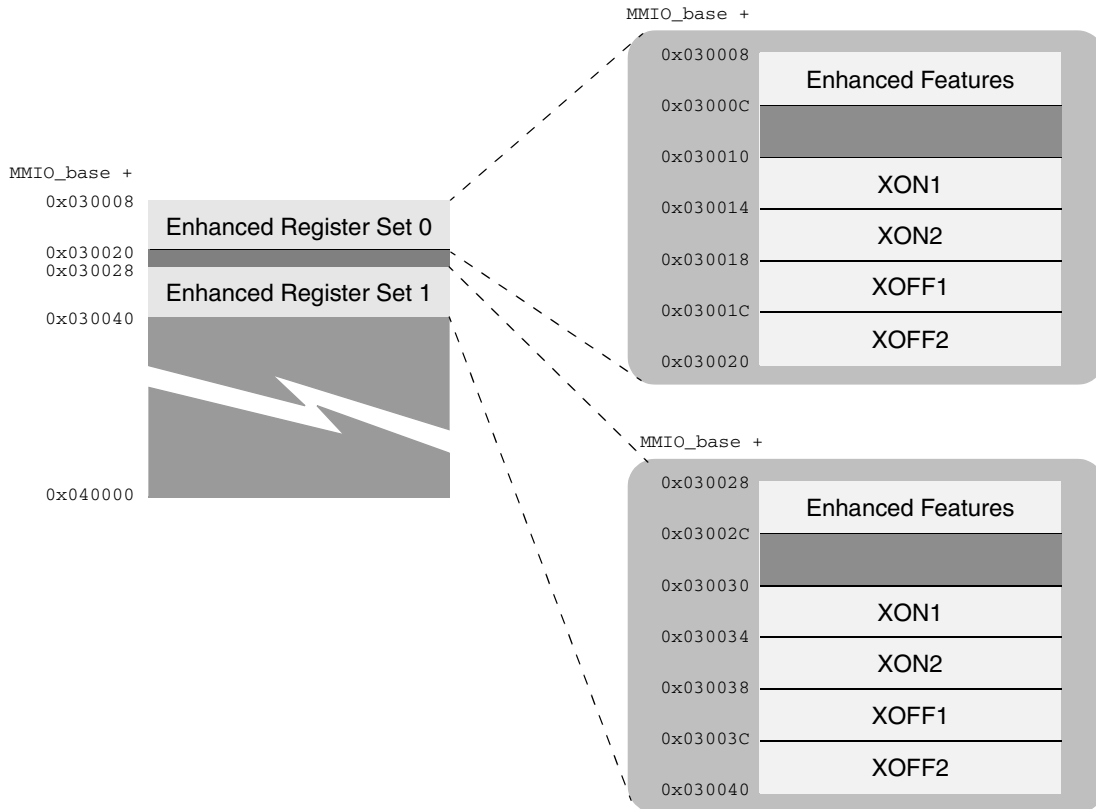 MMIO_base +
0x030008
Enhanced Register Set 0
0x030020
0x030028
Enhanced Register Set 1
0x030040
0x040000
MMIO_base +
0x030008
Enhanced Features
0x03000C
0x030010
XON1
0x030014
XON2
0x030018
XOFF1
0x03001C
XOFF2
0x030020
MMIO_base +
0x030028
Enhanced Features
0x03002C
0x030030
XON1
0x030034
XON2
0x030038
XOFF1
0x03003C
XOFF2
0x030040